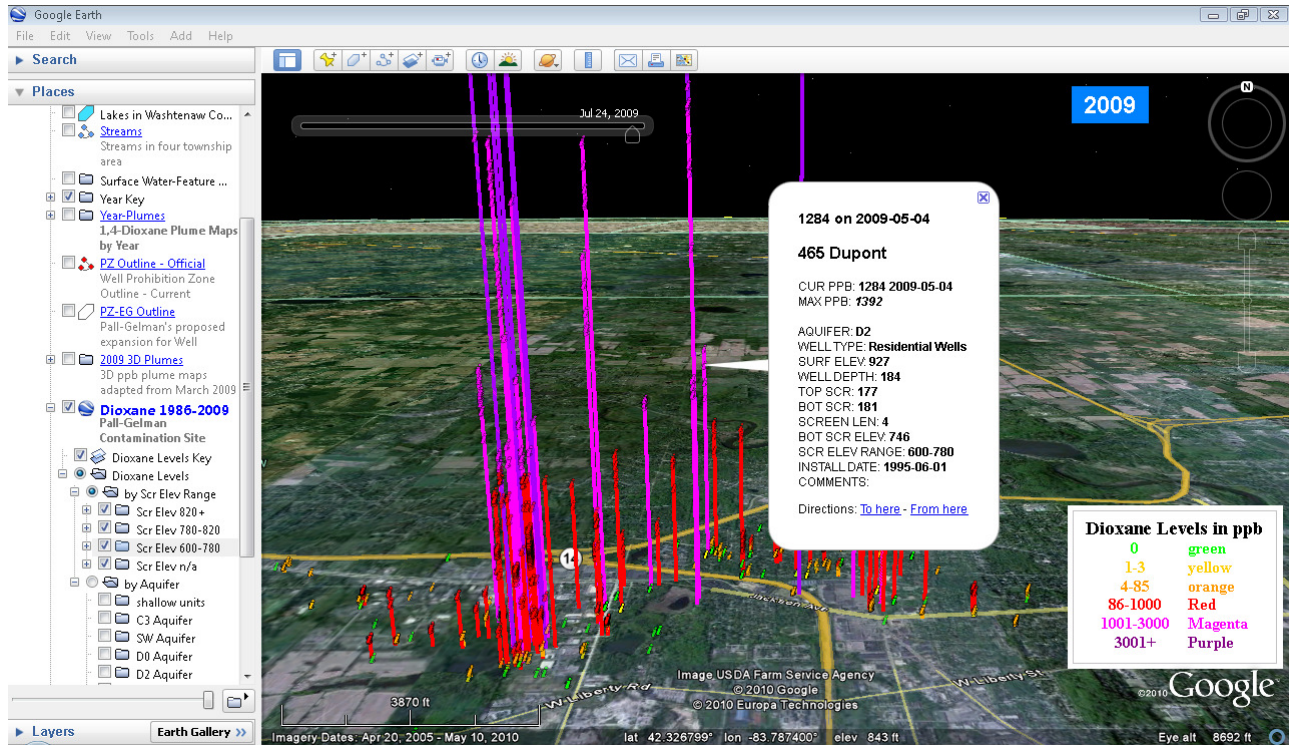 Google Earth
File Edit View Tools Add Help
Search
Places
Lakes in Washtenaw Co...
Streams
Streams in four township
area
Surface Water-Feature ...
Year Key
Year-Plumes
1,4-Dioxane Plume Maps
by Year
PZ Outline - Official
Well Prohibition Zone
Outline - Current
PZ-EG Outline
Pall-Gelman's proposed
expansion for Well
2009 3D Plumes
3D ppb plume maps
adapted from March 2009
Dioxane 1986-2009
Pall-Gelman
Contamination Site
Dioxane Levels Key
Dioxane Levels
by Scr Elev Range
Scr Elev 820+
Scr Elev 780-820
Scr Elev 600-780
Scr Elev n/a
by Aquifer
shallow units
C3 Aquifer
SW Aquifer
D0 Aquifer
D2 Aquifer
Layers
Earth Gallery »
Jul 24, 2009
2009
N
1284 on 2009-05-04
465 Dupont
CUR PPB: 1284 2009-05-04
MAX PPB: 1392
AQUIFER: D2
WELL TYPE: Residential Wells
SURF ELEV: 927
WELL DEPTH: 184
TOP SCR: 177
BOT SCR: 181
SCREEN LEN: 4
BOT SCR ELEV: 746
SCR ELEV RANGE: 600-780
INSTALL DATE: 1995-06-01
COMMENTS:
Directions: To here - From here
14
Jackson Ave
W-Liberty Rd
W-Liberty St
Dioxane Levels in ppb
0 green
1-3 yellow
4-85 orange
86-1000 Red
1001-3000 Magenta
3001+ Purple
Image USDA Farm Service Agency
© 2010 Google
© 2010 Europa Technologies
©2010 Google
3870 ft
Imagery Dates: Apr 20, 2005 - May 10, 2010
lat 42.326799° lon -83.787400° elev 843 ft
Eye alt 8692 ft